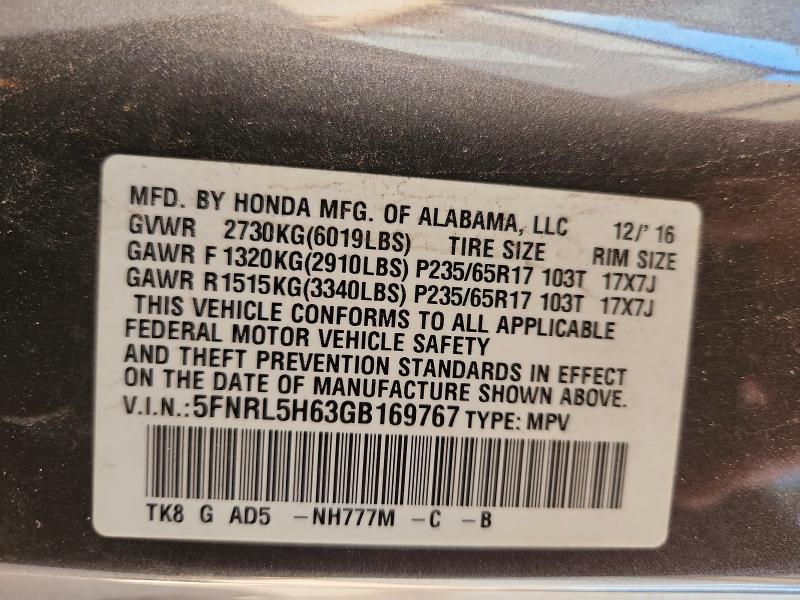 MFD. BY HONDA MFG. OF ALABAMA, LLC 12/'16
GVWR 2730KG(6019LBS) TIRE SIZE RIM SIZE
GAWR F 1320KG(2910LBS) P235/65R17 103T 17X7J
GAWR R1515KG(3340LBS) P235/65R17 103T 17X7J
THIS VEHICLE CONFORMS TO ALL APPLICABLE
FEDERAL MOTOR VEHICLE SAFETY
AND THEFT PREVENTION STANDARDS IN EFFECT
ON THE DATE OF MANUFACTURE SHOWN ABOVE.
V.I.N.:5FNRL5H63GB169767 TYPE: MPV
TK8 G AD5 -NH777M -C -B